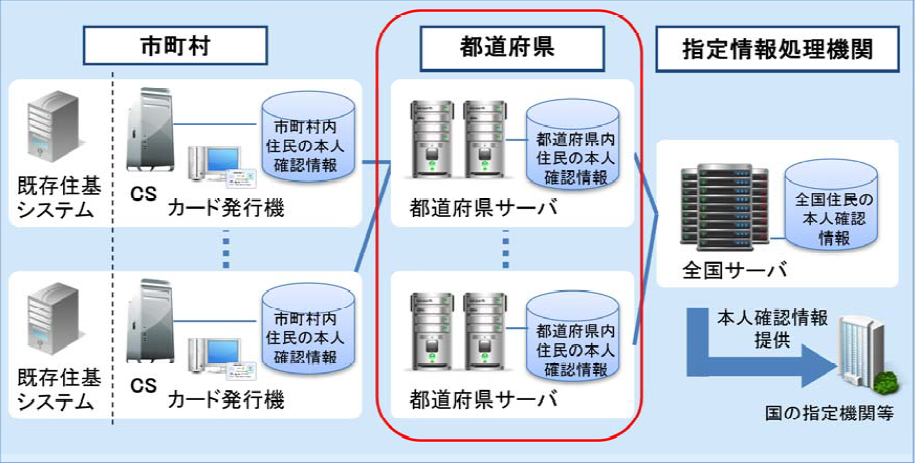 市町村
都道府県
指定情報処理機関
既存住基
システム
CS
カード発行機
市町村内
住民の本人
確認情報
都道府県サーバ
都道府県内
住民の本人
確認情報
全国サーバ
全国住民の
本人確認
情報
既存住基
システム
CS
カード発行機
市町村内
住民の本人
確認情報
都道府県サーバ
都道府県内
住民の本人
確認情報
本人確認情報
提供
国の指定機関等